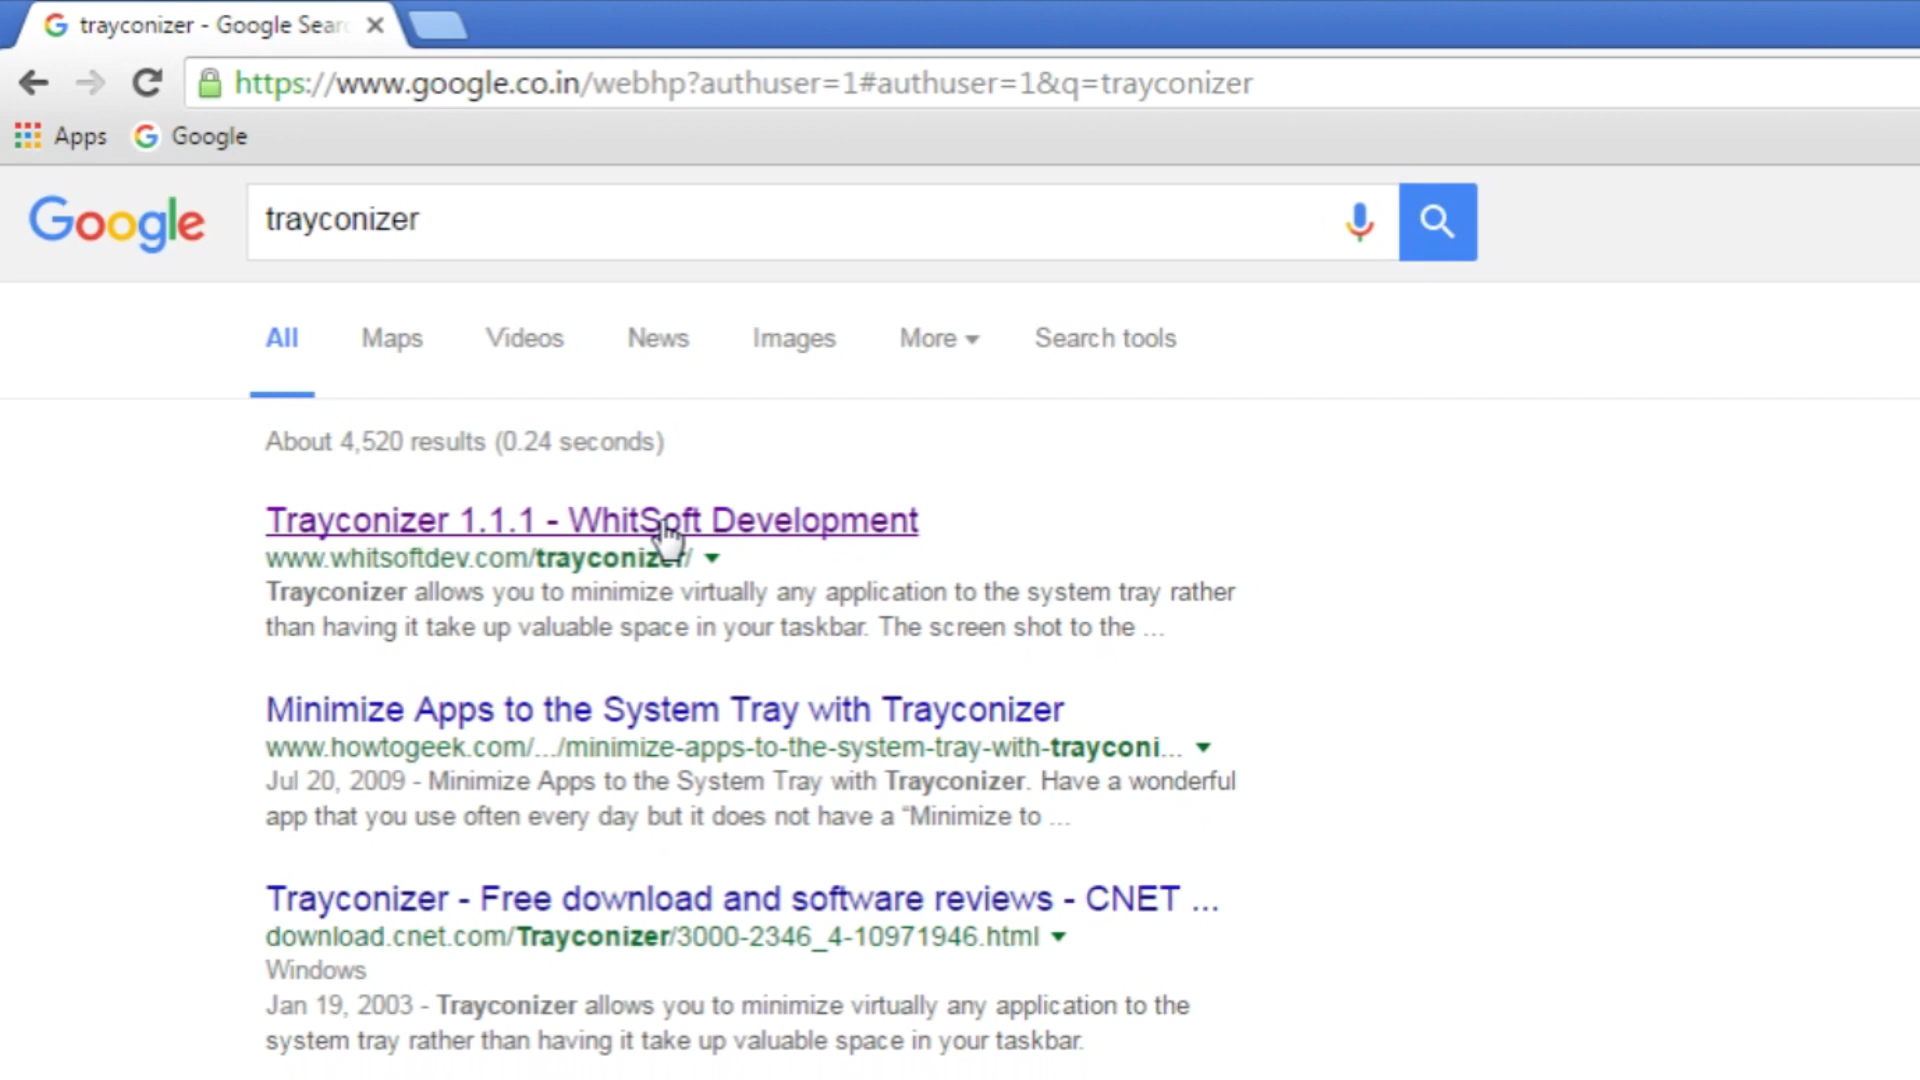 trayconizer - Google Sear
https://www.google.co.in/webhp?authuser=1#authuser=1&q=trayconizer
Apps Google
Google trayconizer
All Maps Videos News Images More Search tools
About 4,520 results (0.24 seconds)
Trayconizer 1.1.1 - WhitSoft Development
www.whitsoftdev.com/trayconizer/
Trayconizer allows you to minimize virtually any application to the system tray rather
than having it take up valuable space in your taskbar. The screen shot to the ...
Minimize Apps to the System Tray with Trayconizer
www.howtogeek.com/.../minimize-apps-to-the-system-tray-with-trayconi...
Jul 20, 2009 - Minimize Apps to the System Tray with Trayconizer. Have a wonderful
app that you use often every day but it does not have a “Minimize to ...
Trayconizer - Free download and software reviews - CNET ...
download.cnet.com/Trayconizer/3000-2346_4-10971946.html
Windows
Jan 19, 2003 - Trayconizer allows you to minimize virtually any application to the
system tray rather than having it take up valuable space in your taskbar.